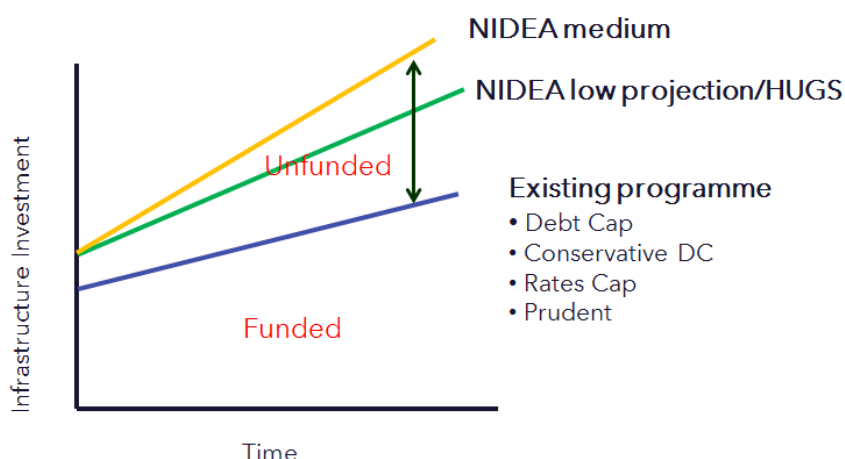 NIDEA medium
NIDEA low projection/HUGS
Unfunded
Existing programme
• Debt Cap
• Conservative DC
• Rates Cap
• Prudent
Funded
Infrastructure Investment
Time